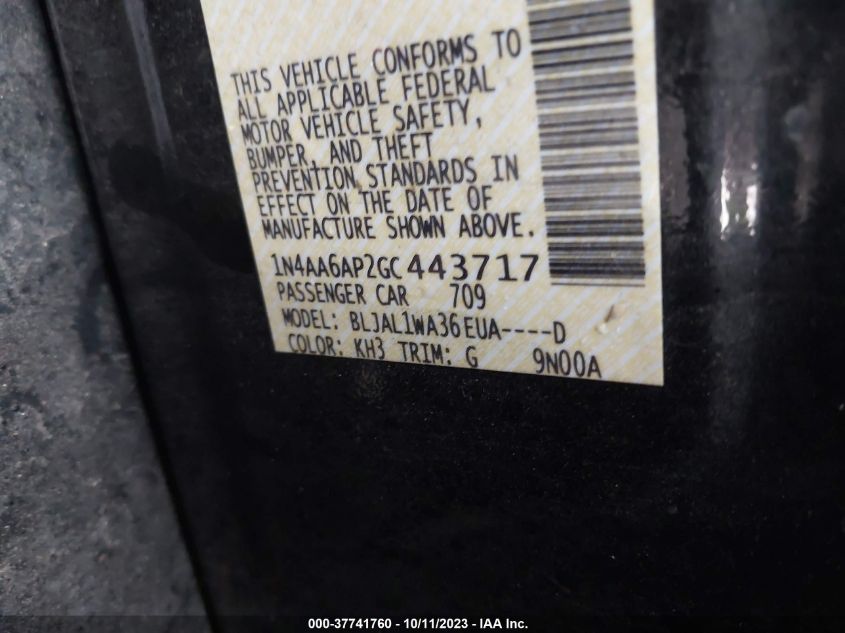 THIS VEHICLE CONFORMS TO
ALL APPLICABLE FEDERAL
MOTOR VEHICLE SAFETY,
BUMPER, AND THEFT
PREVENTION STANDARDS IN
EFFECT ON THE DATE OF
MANUFACTURE SHOWN ABOVE.
1N4AA6AP2GC443717
PASSENGER CAR 709
MODEL: BLJAL1WA36EUA----D
COLOR: KH3 TRIM: G 9N00A
000-37741760 - 10/11/2023 - IAA Inc.